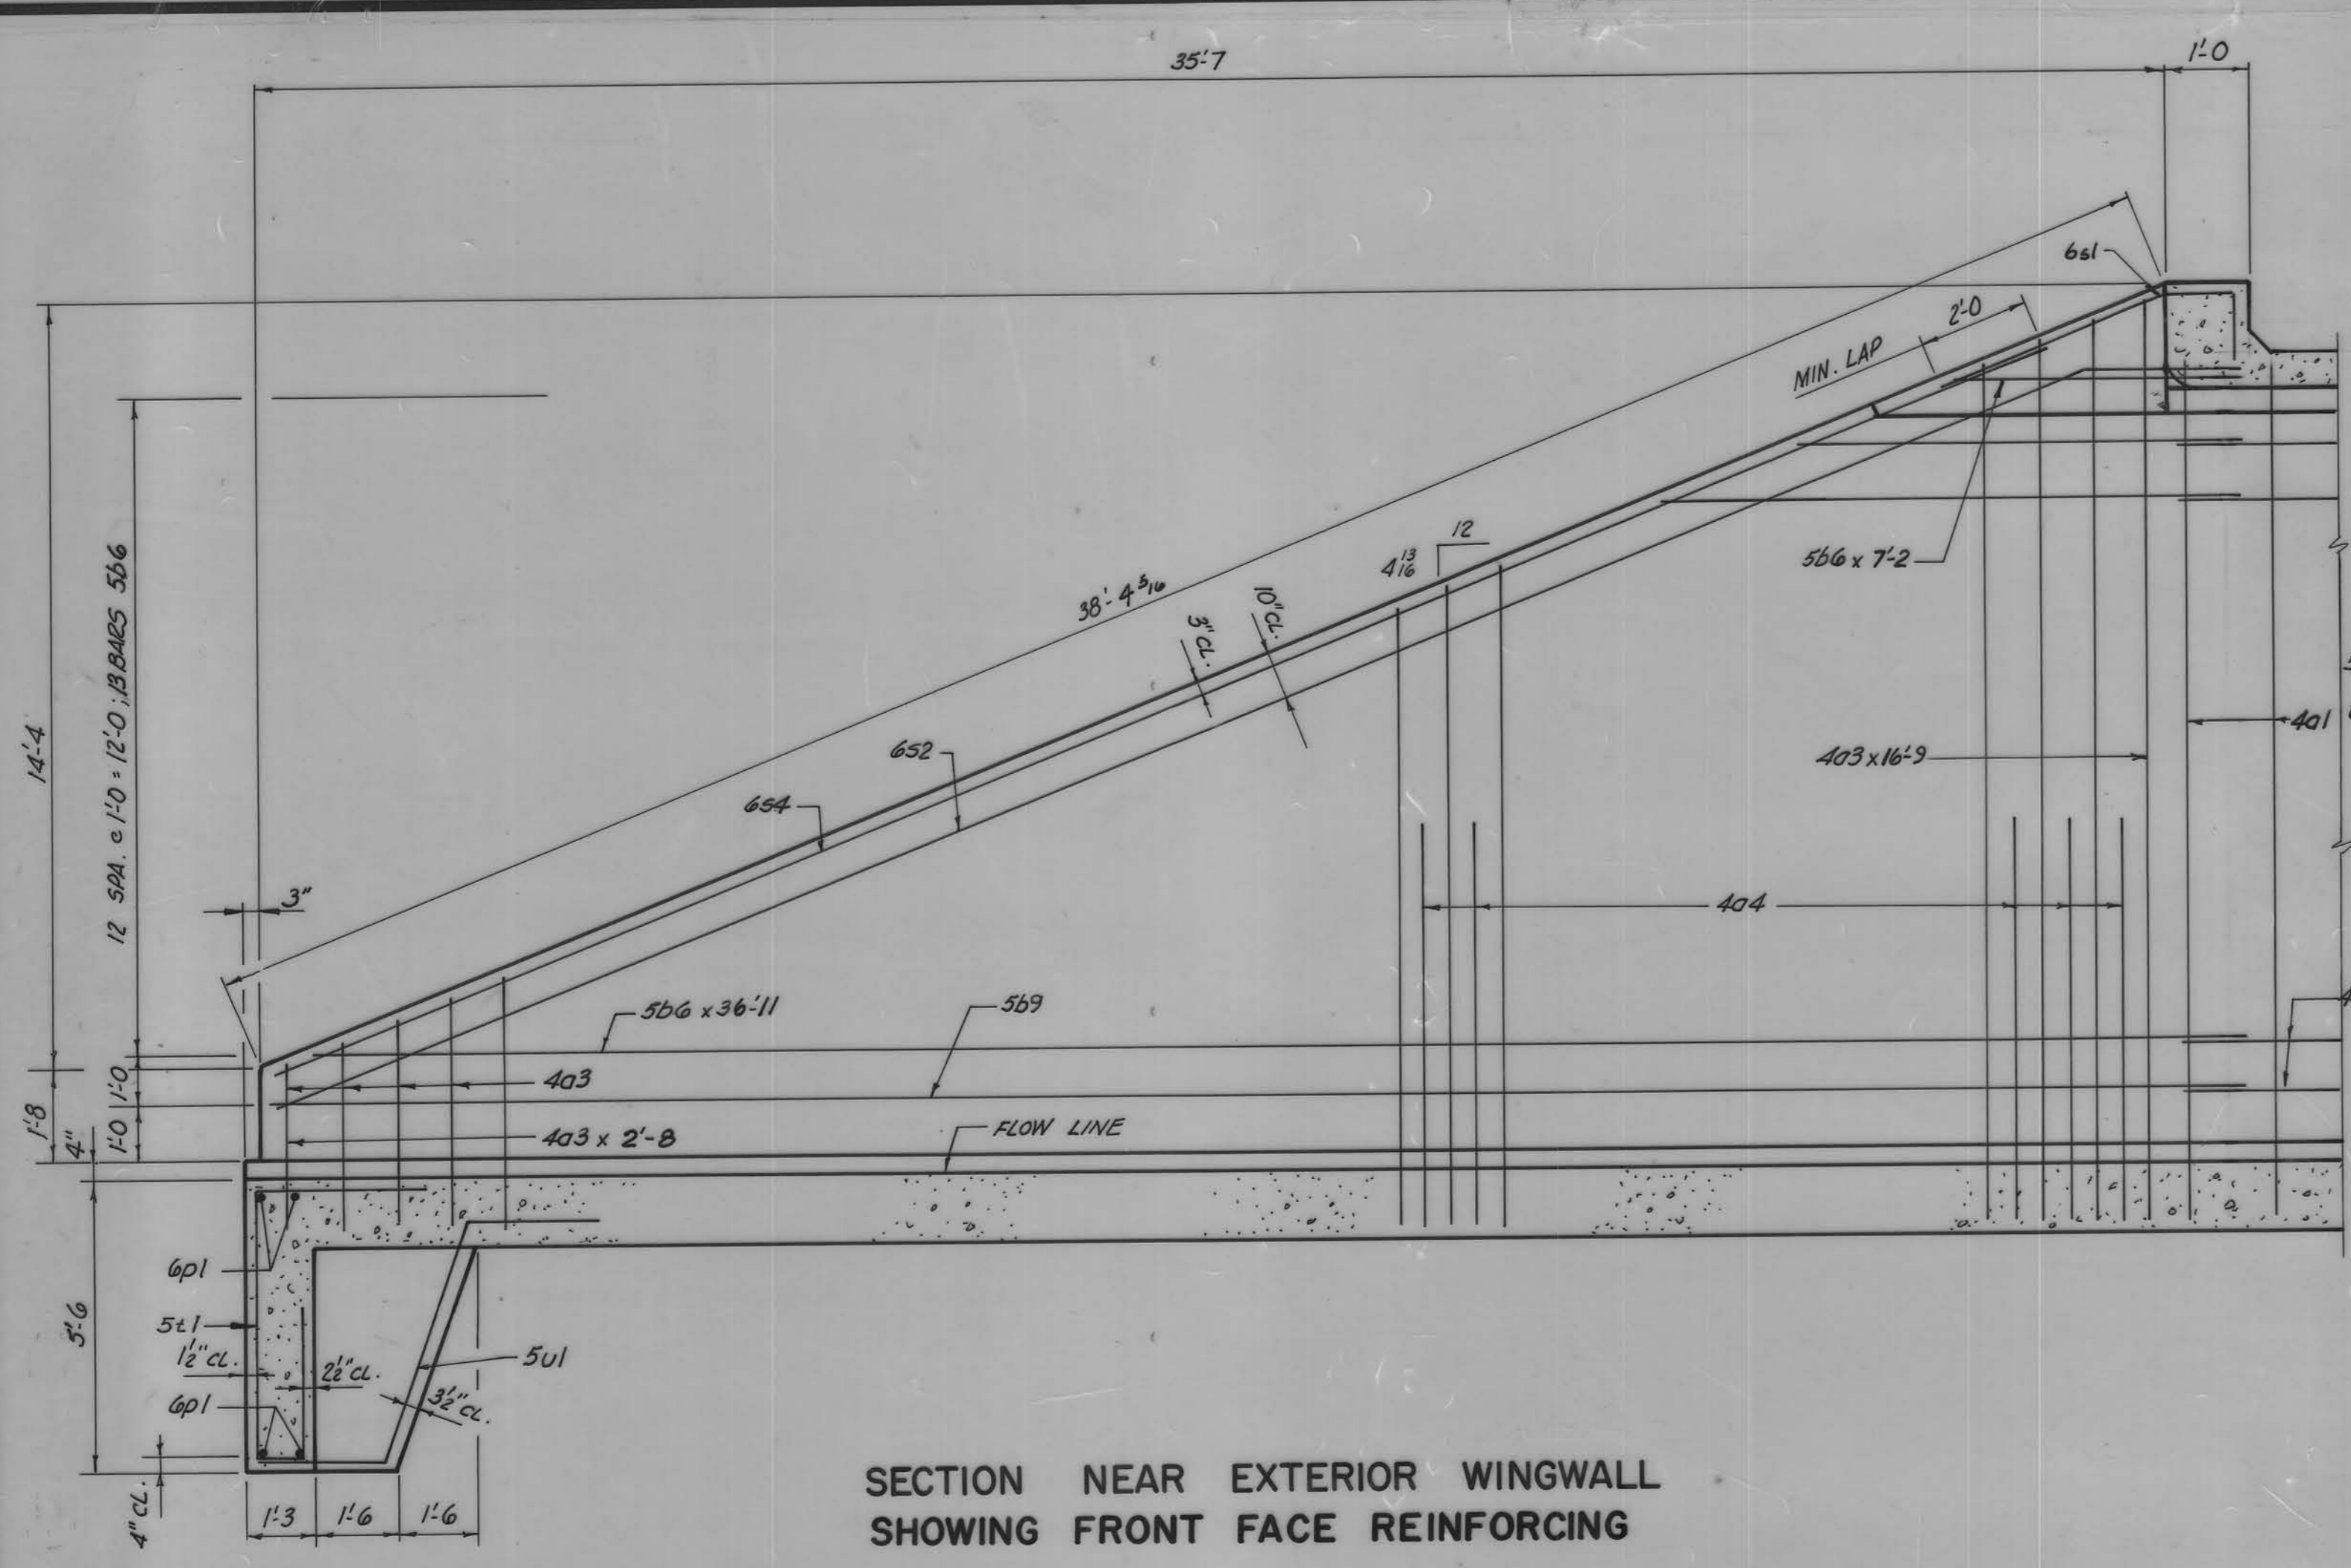 35'-7
1'-0
6s1
2'-0
MIN. LAP
12
4 13/16
5b6 x 7'-2
38'-4 5/16
10" CL.
3" CL.
14'-4
12 SPA. @ 1'-0 = 12'-0; 13 BARS 5b6
6s2
6s4
4a1
4a3 x 16'-9
4a4
3"
5b6 x 36'-11
5b9
4a3
1'-0
1'-8
4"
1'-0
4a3 x 2'-8
FLOW LINE
6p1
5t1
5'-6
1 1/2" CL.
2 1/2" CL.
5u1
6p1
3 1/2" CL.
4" CL.
1'-3
1'-6
1'-6
SECTION NEAR EXTERIOR WINGWALL
SHOWING FRONT FACE REINFORCING